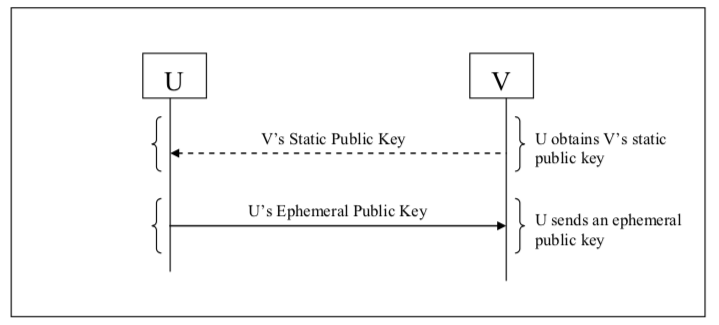 U
V
V's Static Public Key
U obtains V's static
public key
U's Ephemeral Public Key
U sends an ephemeral
public key